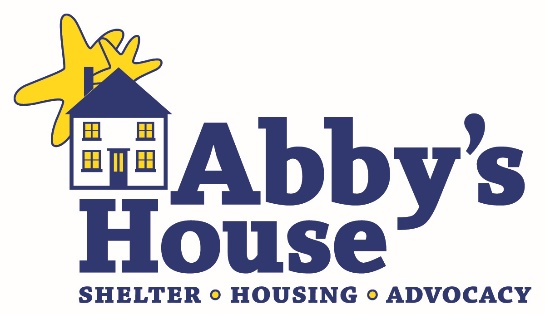 Abby's
House
SHELTER • HOUSING • ADVOCACY